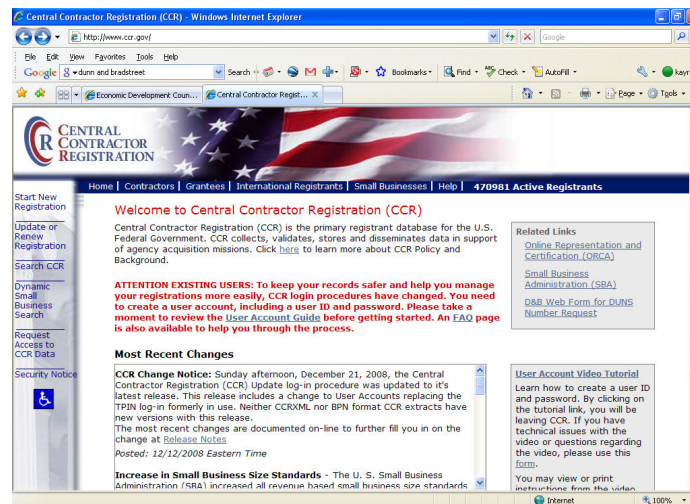 Central Contractor Registration (CCR) - Windows Internet Explorer
http://www.ccr.gov/
Google
File Edit View Favorites Tools Help
Google dunn and bradstreet Search Bookmarks Find Check AutoFill
Economic Development Coun... Central Contractor Regist... X Page Tools
CENTRAL
CONTRACTOR
REGISTRATION
Home | Contractors | Grantees | International Registrants | Small Businesses | Help | 470981 Active Registrants
Start New
Registration
Update or
Renew
Registration
Search CCR
Dynamic
Small
Business
Search
Request
Access to
CCR Data
Security Notice
Welcome to Central Contractor Registration (CCR)
Central Contractor Registration (CCR) is the primary registrant database for the U.S.
Federal Government. CCR collects, validates, stores and disseminates data in support
of agency acquisition missions. Click here to learn more about CCR Policy and
Background.
ATTENTION EXISTING USERS: To keep your records safer and help you manage
your registrations more easily, CCR login procedures have changed. You need
to create a user account, including a user ID and password. Please take a
moment to review the User Account Guide before getting started. An FAQ page
is also available to help you through the process.
Most Recent Changes
CCR Change Notice: Sunday afternoon, December 21, 2008, the Central
Contractor Registration (CCR) Update log-in procedure was updated to it's
latest release. This release includes a change to User Accounts replacing the
TPIN log-in formerly in use. Neither CCRXML nor BPN format CCR extracts have
new versions with this release.
The most recent changes are documented on-line to further fill you in on the
change at Release Notes
Posted: 12/12/2008 Eastern Time
Increase in Small Business Size Standards - The U. S. Small Business
Administration (SBA) increased all revenue based small business size standards
Related Links
Online Representation and
Certification (ORCA)
Small Business
Administration (SBA)
D&B Web Form for DUNS
Number Request
User Account Video Tutorial
Learn how to create a user ID
and password. By clicking on
the tutorial link, you will be
leaving CCR. If you have
technical issues with the
video or questions regarding
the video, please use this
form.
You may view or print
instructions from the video
Internet 100%